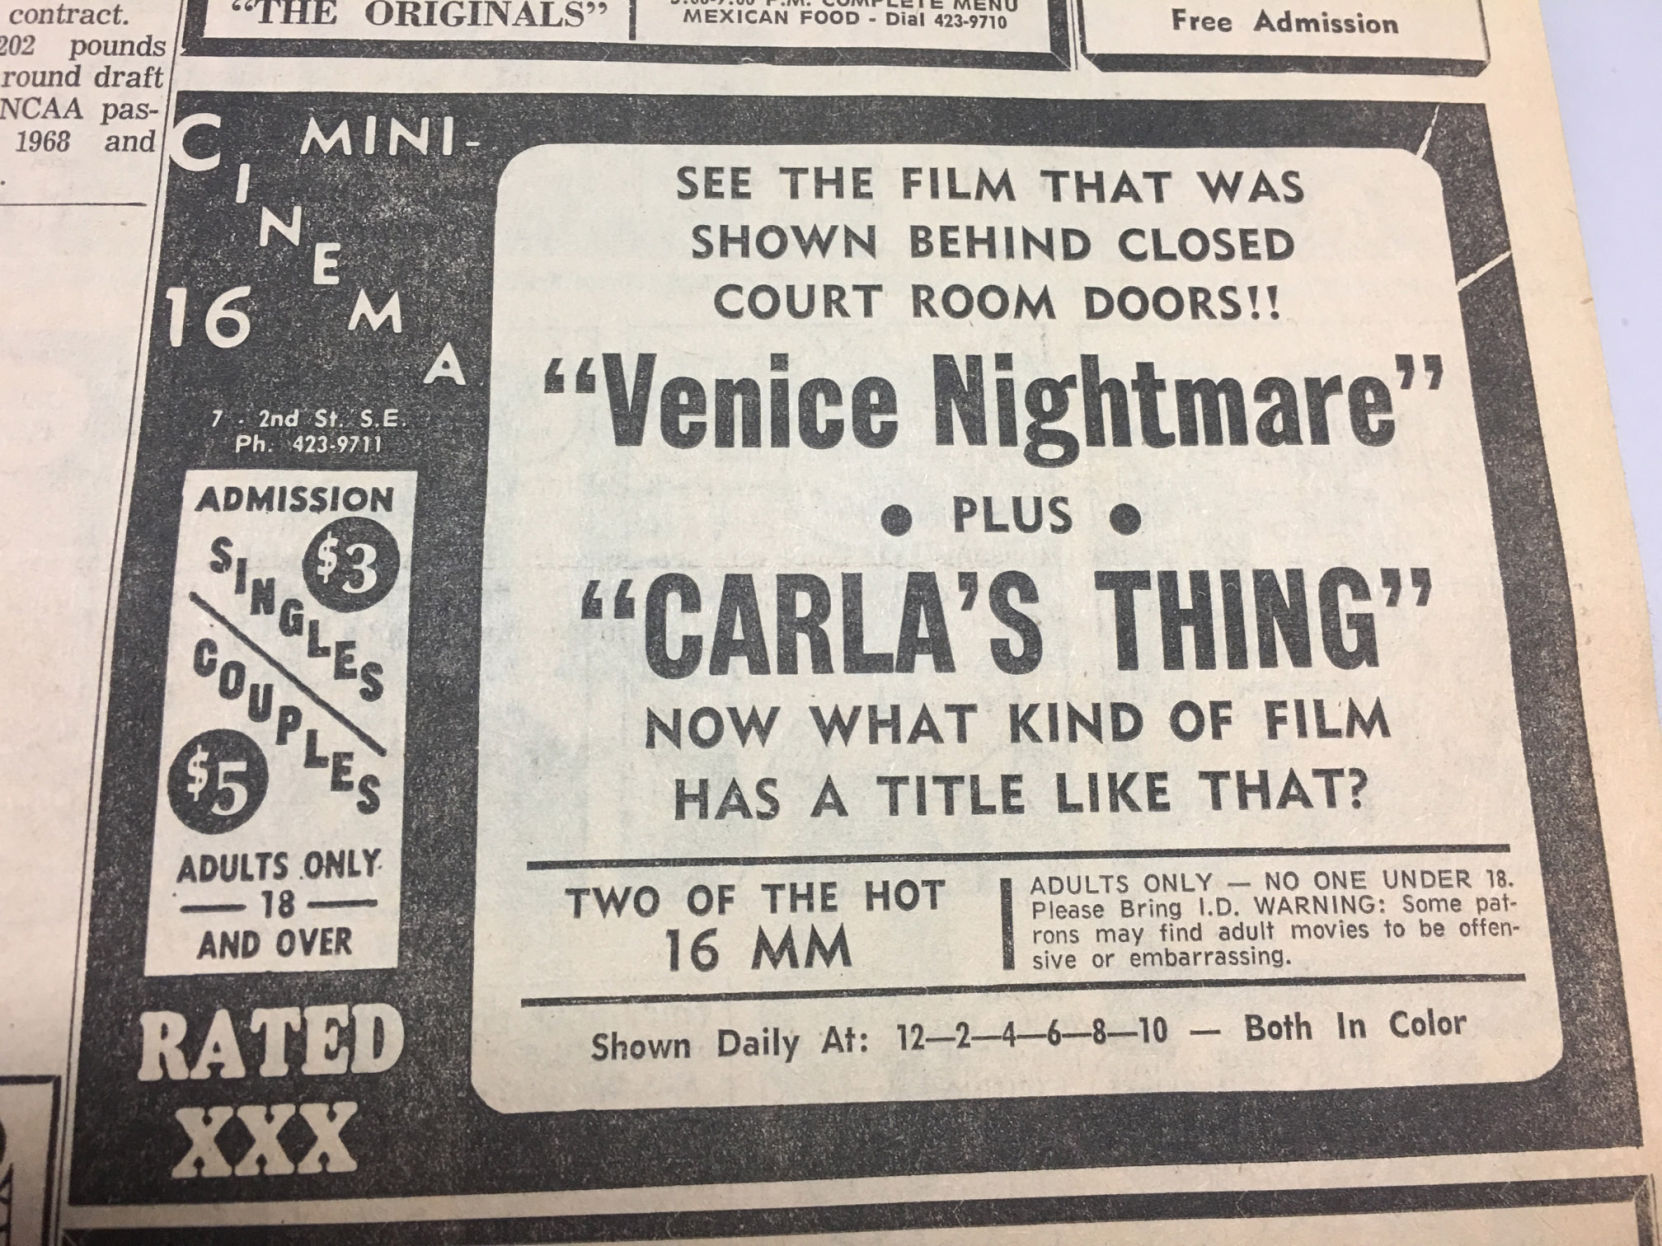 contract.
202 pounds
round draft
NCAA pas-
1968 and
"THE ORIGINALS"
P.M. COMPLETE MENU
MEXICAN FOOD - Dial 423-9710
Free Admission
MINI-
CINEMA
16
7 - 2nd St. S.E.
Ph. 423-9711
ADMISSION
SINGLES $3
COUPLES $5
ADULTS ONLY
— 18 —
AND OVER
RATED
XXX
SEE THE FILM THAT WAS
SHOWN BEHIND CLOSED
COURT ROOM DOORS!!
"Venice Nightmare"
• PLUS •
"CARLA'S THING"
NOW WHAT KIND OF FILM
HAS A TITLE LIKE THAT?
TWO OF THE HOT
16 MM
ADULTS ONLY — NO ONE UNDER 18.
Please Bring I.D. WARNING: Some pat-
rons may find adult movies to be offen-
sive or embarrassing.
Shown Daily At: 12—2—4—6—8—10 — Both In Color